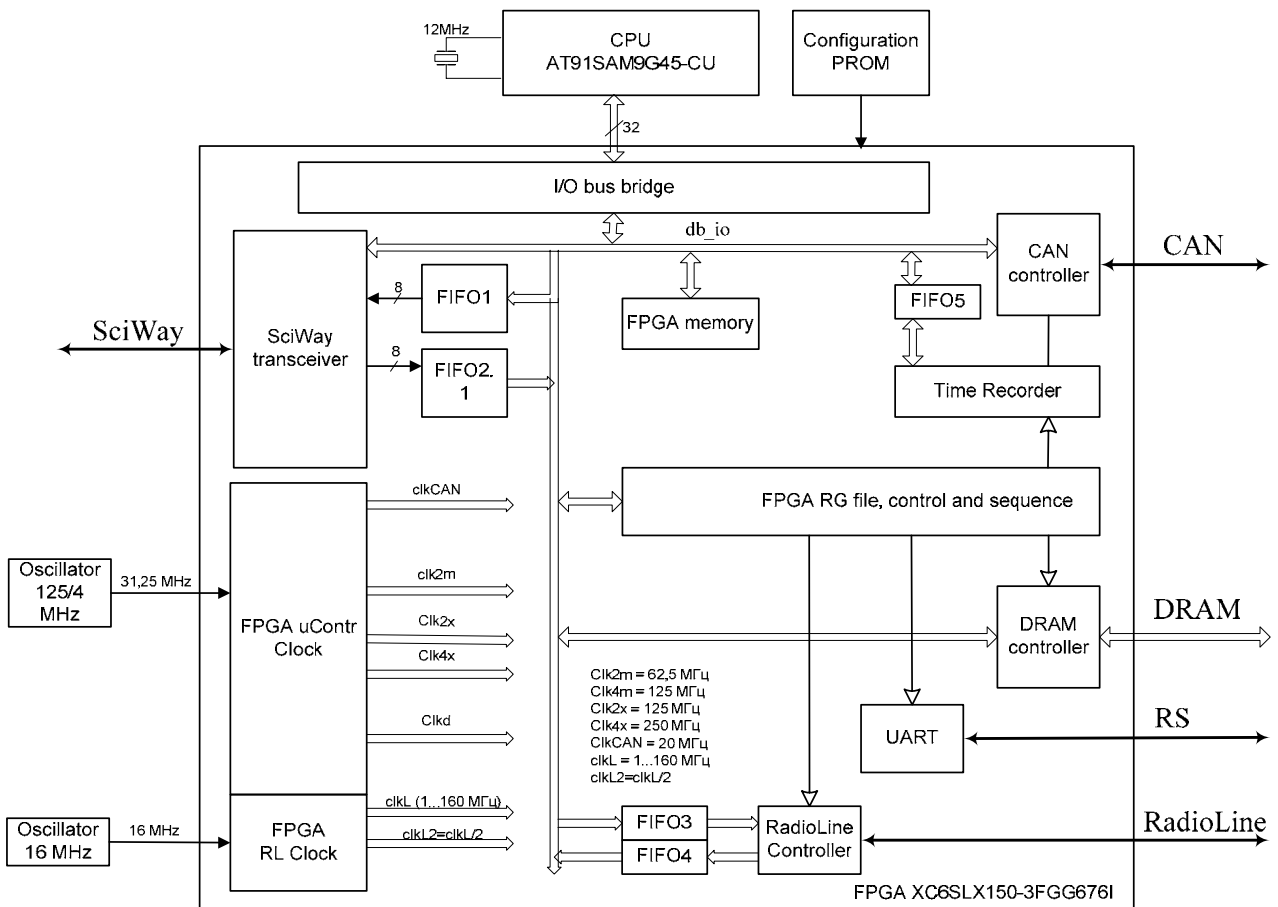 12MHz
CPU
AT91SAM9G45-CU
Configuration
PROM
32
I/O bus bridge
db_io
SciWay
transceiver
8
FIFO1
8
FIFO2.
1
FPGA memory
FIFO5
CAN
controller
CAN
SciWay
Time Recorder
FPGA RG file, control and sequence
Oscillator
125/4
MHz
31,25 MHz
FPGA uContr
Clock
clkCAN
clk2m
Clk2x
Clk4x
Clkd
DRAM
controller
DRAM
Clk2m = 62,5 МГц
Clk4m = 125 МГц
Clk2x = 125 МГц
Clk4x = 250 МГц
ClkCAN = 20 МГц
clkL = 1...160 МГц
clkL2=clkL/2
UART
RS
Oscillator
16 MHz
16 MHz
FPGA
RL Clock
clkL (1...160 МГц)
clkL2=clkL/2
FIFO3
FIFO4
RadioLine
Controller
RadioLine
FPGA XC6SLX150-3FGG676I